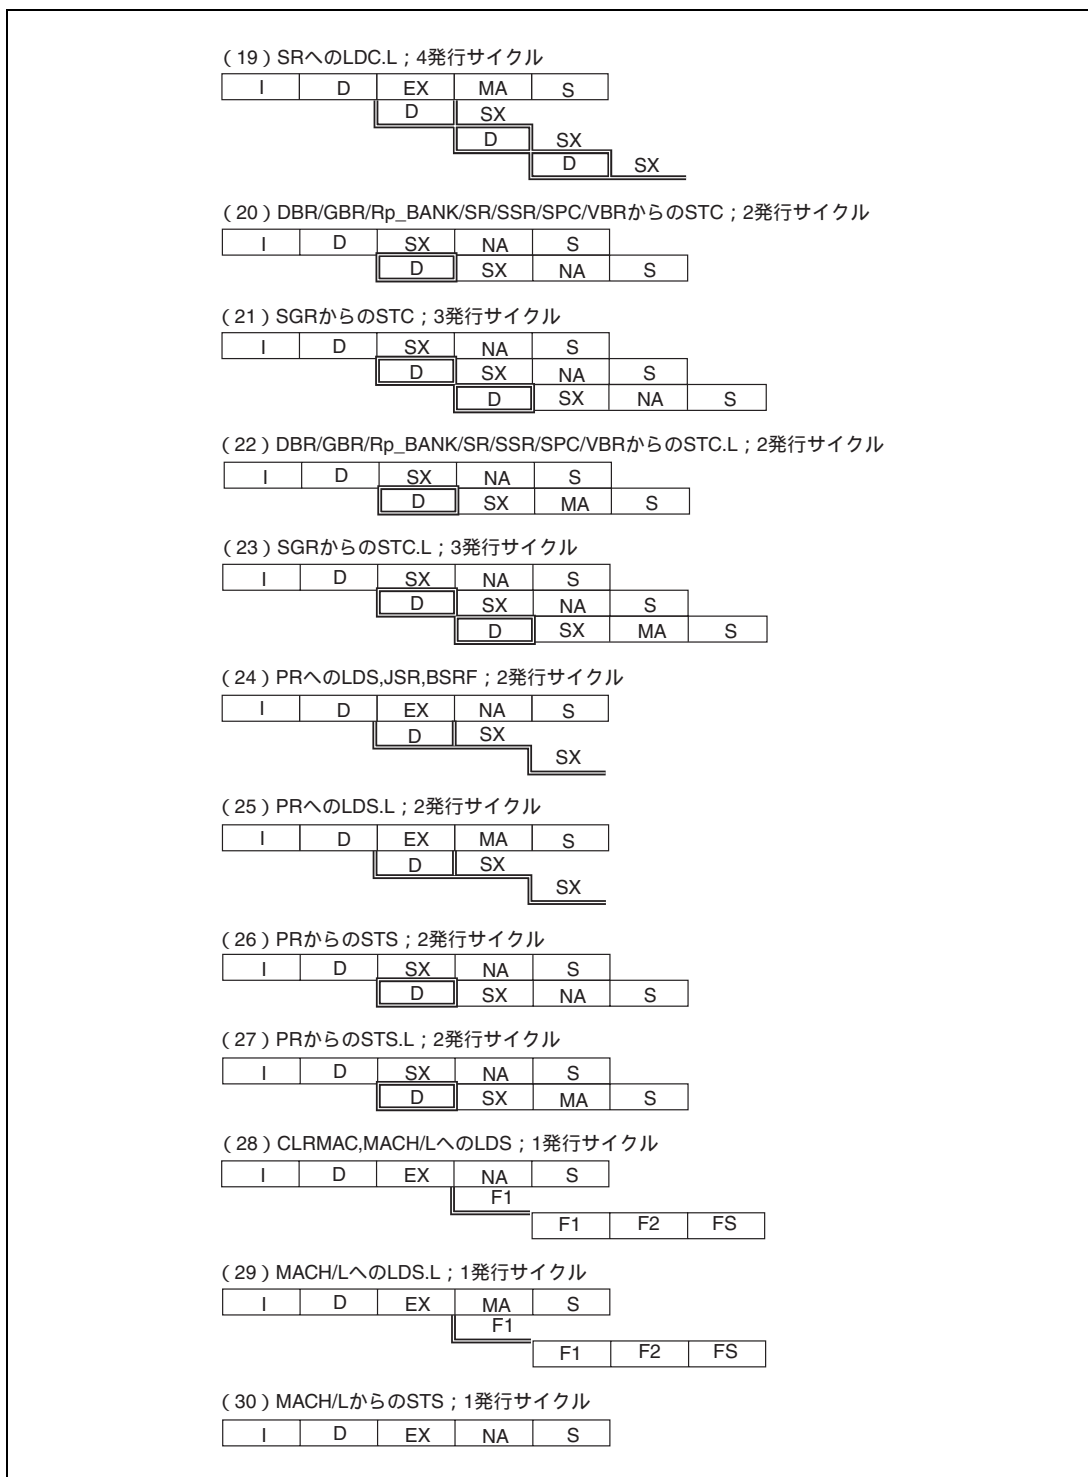 (19)SRへのLDC.L;4発行サイクル
I D EX MA S
D SX
D SX
D SX
(20)DBR/GBR/Rp_BANK/SR/SSR/SPC/VBRからのSTC;2発行サイクル
I D SX NA S
D SX NA S
(21)SGRからのSTC;3発行サイクル
I D SX NA S
D SX NA S
D SX NA S
(22)DBR/GBR/Rp_BANK/SR/SSR/SPC/VBRからのSTC.L;2発行サイクル
I D SX NA S
D SX MA S
(23)SGRからのSTC.L;3発行サイクル
I D SX NA S
D SX NA S
D SX MA S
(24)PRへのLDS,JSR,BSRF;2発行サイクル
I D EX NA S
D SX
SX
(25)PRへのLDS.L;2発行サイクル
I D EX MA S
D SX
SX
(26)PRからのSTS;2発行サイクル
I D SX NA S
D SX NA S
(27)PRからのSTS.L;2発行サイクル
I D SX NA S
D SX MA S
(28)CLRMAC,MACH/LへのLDS;1発行サイクル
I D EX NA S
F1
F1 F2 FS
(29)MACH/LへのLDS.L;1発行サイクル
I D EX MA S
F1
F1 F2 FS
(30)MACH/LからのSTS;1発行サイクル
I D EX NA S